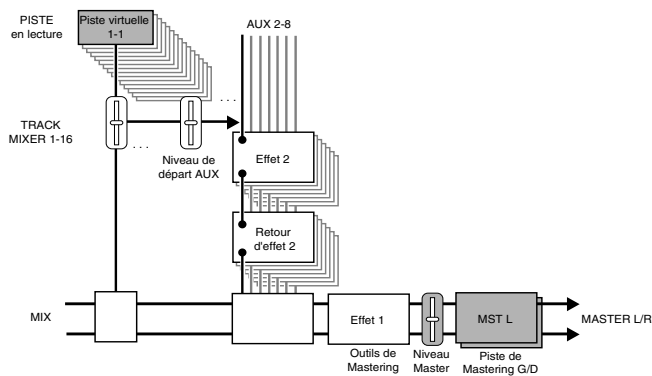 PISTE
en lecture
Piste virtuelle
1-1
AUX 2-8
. . .
TRACK
MIXER 1-16
. . .
Niveau de
départ AUX
Effet 2
Retour
d'effet 2
MIX
Effet 1
MST L
MASTER L/R
Outils de
Mastering
Niveau
Master
Piste de
Mastering G/D